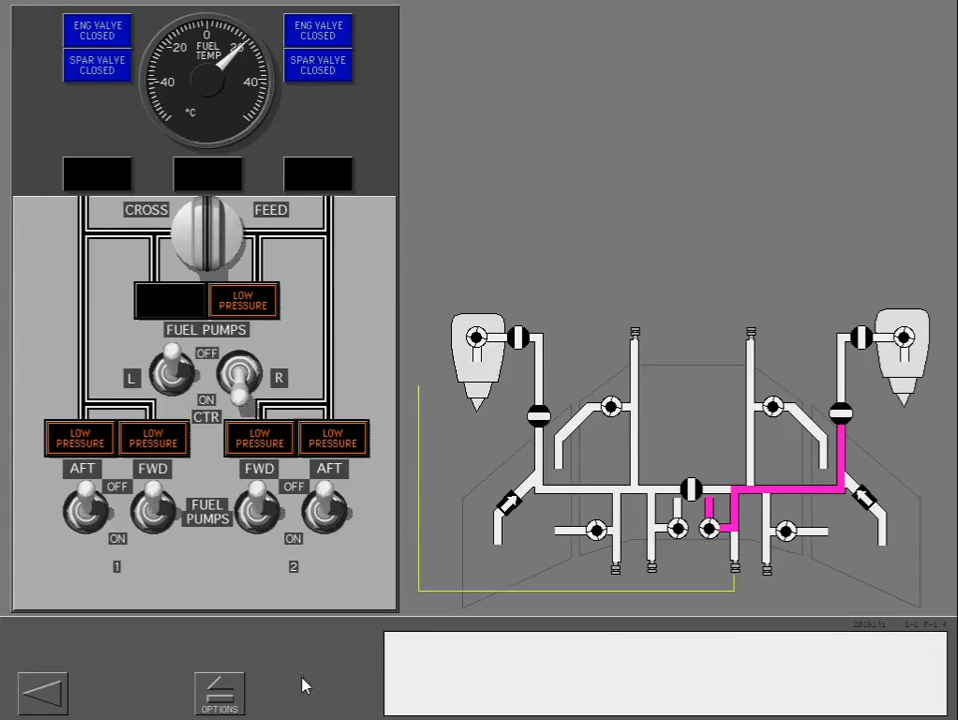 ENG VALVE
CLOSED
SPAR VALVE
CLOSED
ENG VALVE
CLOSED
SPAR VALVE
CLOSED
-40
-20
0
20
40
FUEL
TEMP
°C
CROSS
FEED
LOW
PRESSURE
FUEL PUMPS
OFF
L
R
ON
CTR
LOW
PRESSURE
LOW
PRESSURE
LOW
PRESSURE
LOW
PRESSURE
AFT
FWD
FWD
AFT
OFF
OFF
FUEL
PUMPS
ON
ON
1
2
OPTIONS